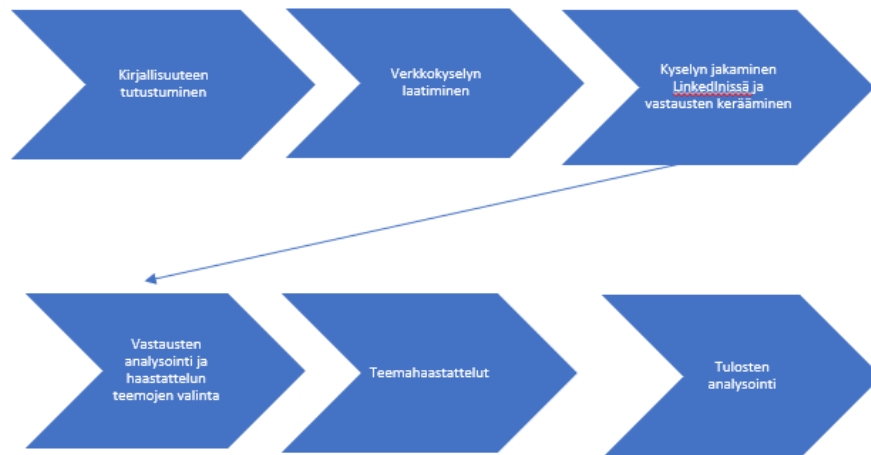 Kirjallisuuteen
tutustuminen
Verkkokyselyn
laatiminen
Kyselyn jakaminen
LinkedInissä ja
vastausten kerääminen
Vastausten
analysointi ja
haastattelun
teemojen valinta
Teemahaastattelut
Tulosten
analysointi